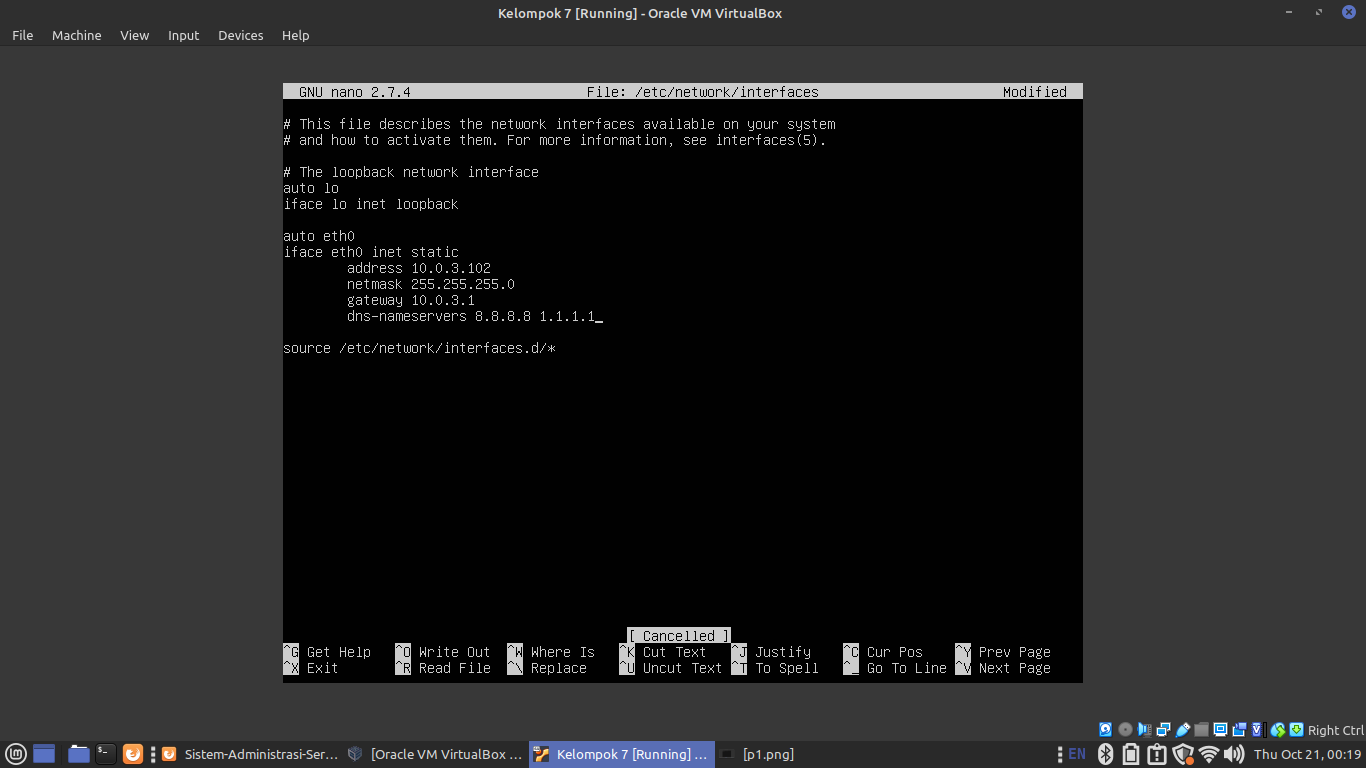 Kelompok 7 [Running] - Oracle VM VirtualBox
File Machine View Input Devices Help
GNU nano 2.7.4 File: /etc/network/interfaces Modified
# This file describes the network interfaces available on your system
# and how to activate them. For more information, see interfaces(5).
# The loopback network interface
auto lo
iface lo inet loopback
auto eth0
iface eth0 inet static
address 10.0.3.102
netmask 255.255.255.0
gateway 10.0.3.1
dns-nameservers 8.8.8.8 1.1.1.1_
source /etc/network/interfaces.d/*
[ Cancelled ]
^G Get Help ^O Write Out ^W Where Is ^K Cut Text ^J Justify ^C Cur Pos ^Y Prev Page
^X Exit ^R Read File ^\ Replace ^U Uncut Text ^T To Spell ^_ Go To Line ^V Next Page
Right Ctrl
Sistem-Administrasi-Ser... [Oracle VM VirtualBox ... Kelompok 7 [Running] ... [p1.png] EN Thu Oct 21, 00:19